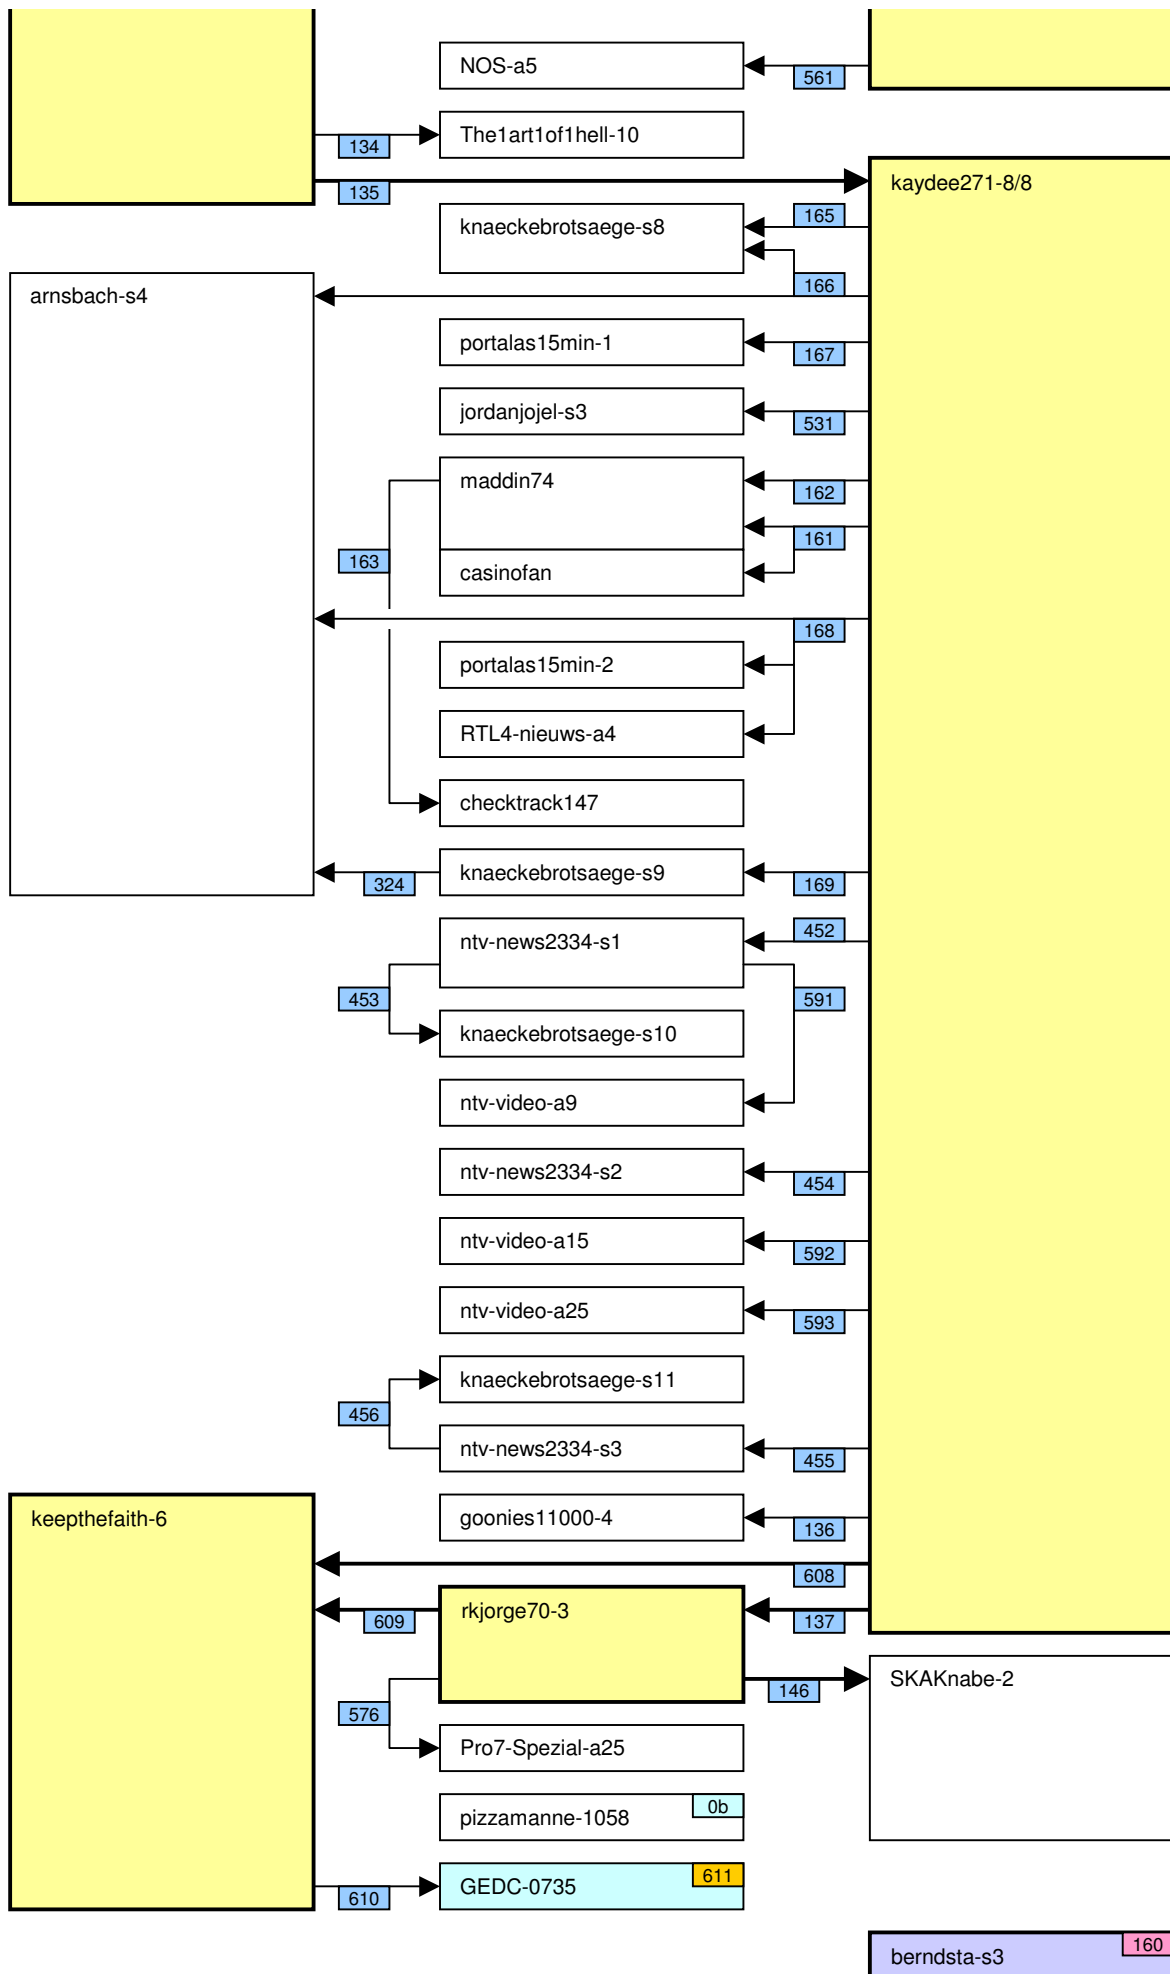 NOS-a5
561
The1art1of1hell-10
134
135
kaydee271-8/8
knaeckebrotsaege-s8
165
166
arnsbach-s4
portalas15min-1
167
jordanjojel-s3
531
maddin74
162
161
163
casinofan
168
portalas15min-2
RTL4-nieuws-a4
checktrack147
knaeckebrotsaege-s9
324
169
452
ntv-news2334-s1
453
591
knaeckebrotsaege-s10
ntv-video-a9
ntv-news2334-s2
454
ntv-video-a15
592
ntv-video-a25
593
knaeckebrotsaege-s11
456
ntv-news2334-s3
455
keepthefaith-6
goonies11000-4
136
608
rkjorge70-3
609
137
SKAKnabe-2
146
576
Pro7-Spezial-a25
0b
pizzamanne-1058
611
GEDC-0735
610
160
berndsta-s3